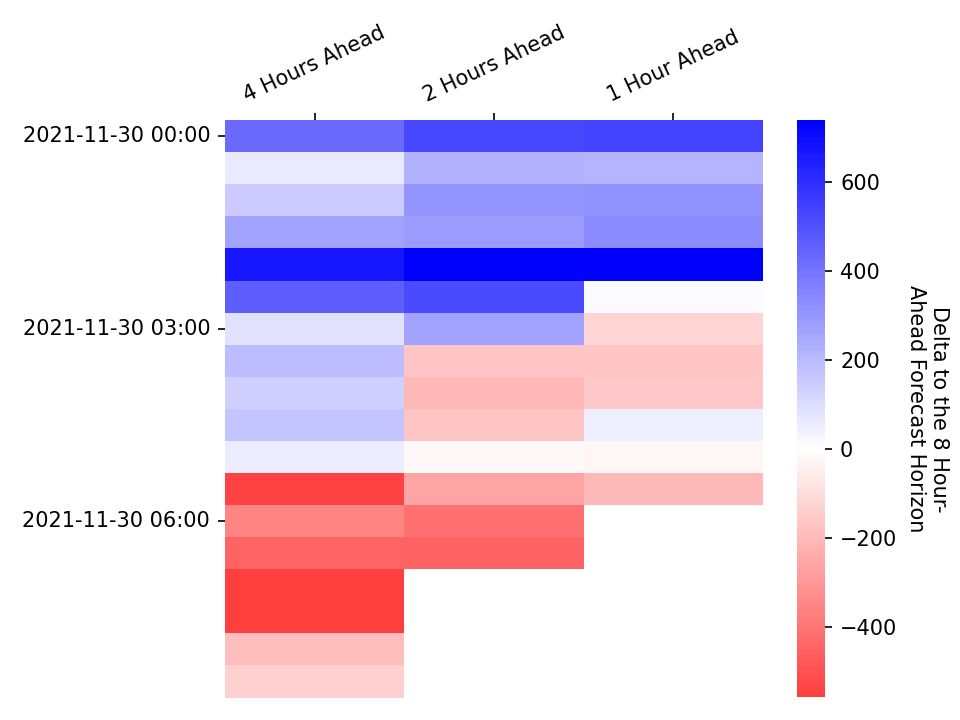 4 Hours Ahead
2 Hours Ahead
1 Hour Ahead
2021-11-30 00:00
2021-11-30 03:00
2021-11-30 06:00
600
400
200
0
−200
−400
Delta to the 8 Hour-
Ahead Forecast Horizon